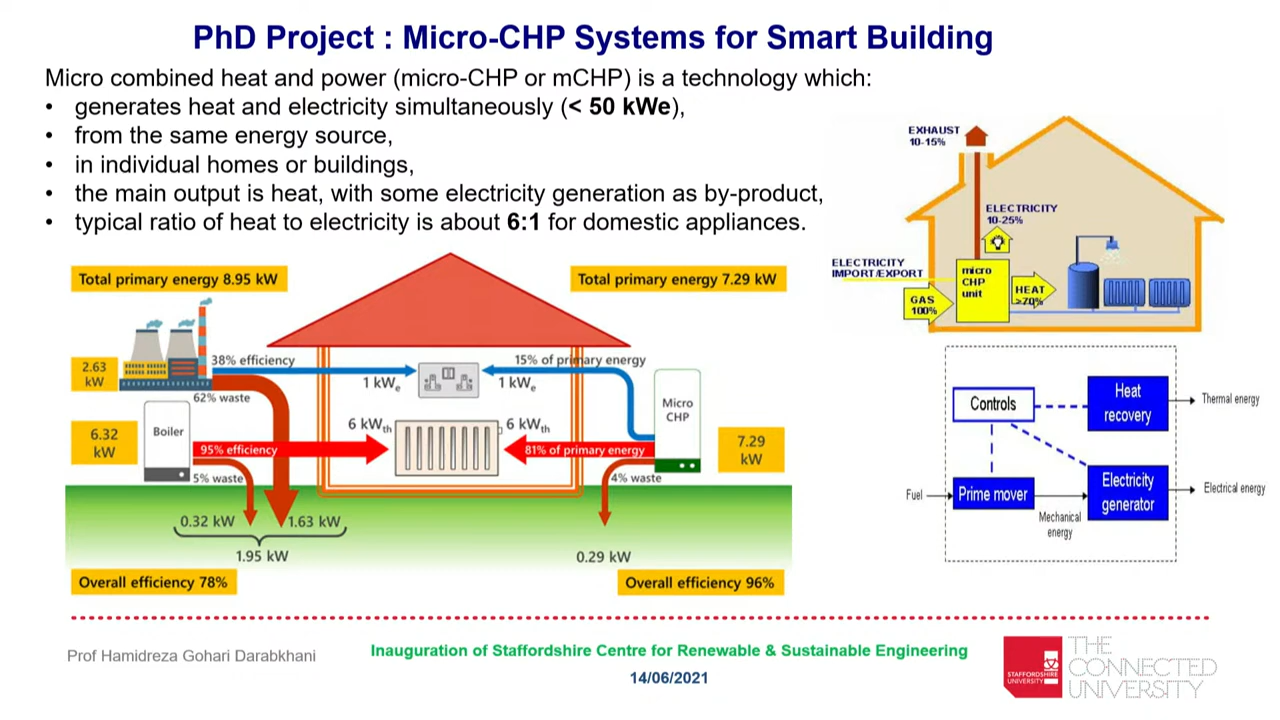 PhD Project : Micro-CHP Systems for Smart Building
Micro combined heat and power (micro-CHP or mCHP) is a technology which:
• generates heat and electricity simultaneously (< 50 kWe),
• from the same energy source,
• in individual homes or buildings,
• the main output is heat, with some electricity generation as by-product,
• typical ratio of heat to electricity is about 6:1 for domestic appliances.
EXHAUST
10-15%
ELECTRICITY
10-25%
ELECTRICITY
IMPORT/EXPORT
micro
CHP
unit
HEAT
>70%
GAS
100%
Total primary energy 8.95 kW
Total primary energy 7.29 kW
2.63
kW
38% efficiency
62% waste
1 kWe
15% of primary energy
1 kWe
Micro
CHP
6.32
kW
Boiler
95% efficiency
5% waste
6 kWth
6 kWth
81% of primary energy
4% waste
7.29
kW
0.32 kW
1.63 kW
1.95 kW
0.29 kW
Overall efficiency 78%
Overall efficiency 96%
Controls
Heat
recovery
Thermal energy
Fuel
Prime mover
Mechanical
energy
Electricity
generator
Electrical energy
Prof Hamidreza Gohari Darabkhani
Inauguration of Staffordshire Centre for Renewable & Sustainable Engineering
14/06/2021
STAFFORDSHIRE
UNIVERSITY
THE
CONNECTED
UNIVERSITY